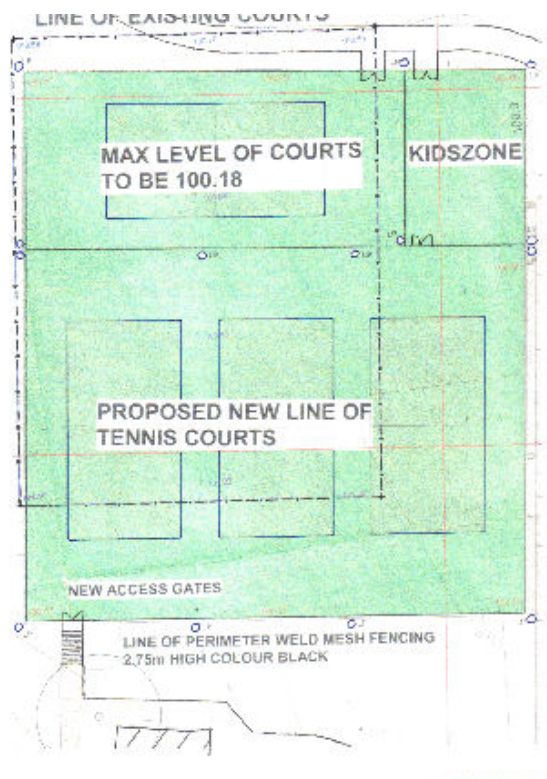 LINE OF EXISTING COURTS
MAX LEVEL OF COURTS
TO BE 100.18
KIDSZONE
PROPOSED NEW LINE OF
TENNIS COURTS
NEW ACCESS GATES
LINE OF PERIMETER WELD MESH FENCING
2.75m HIGH COLOUR BLACK